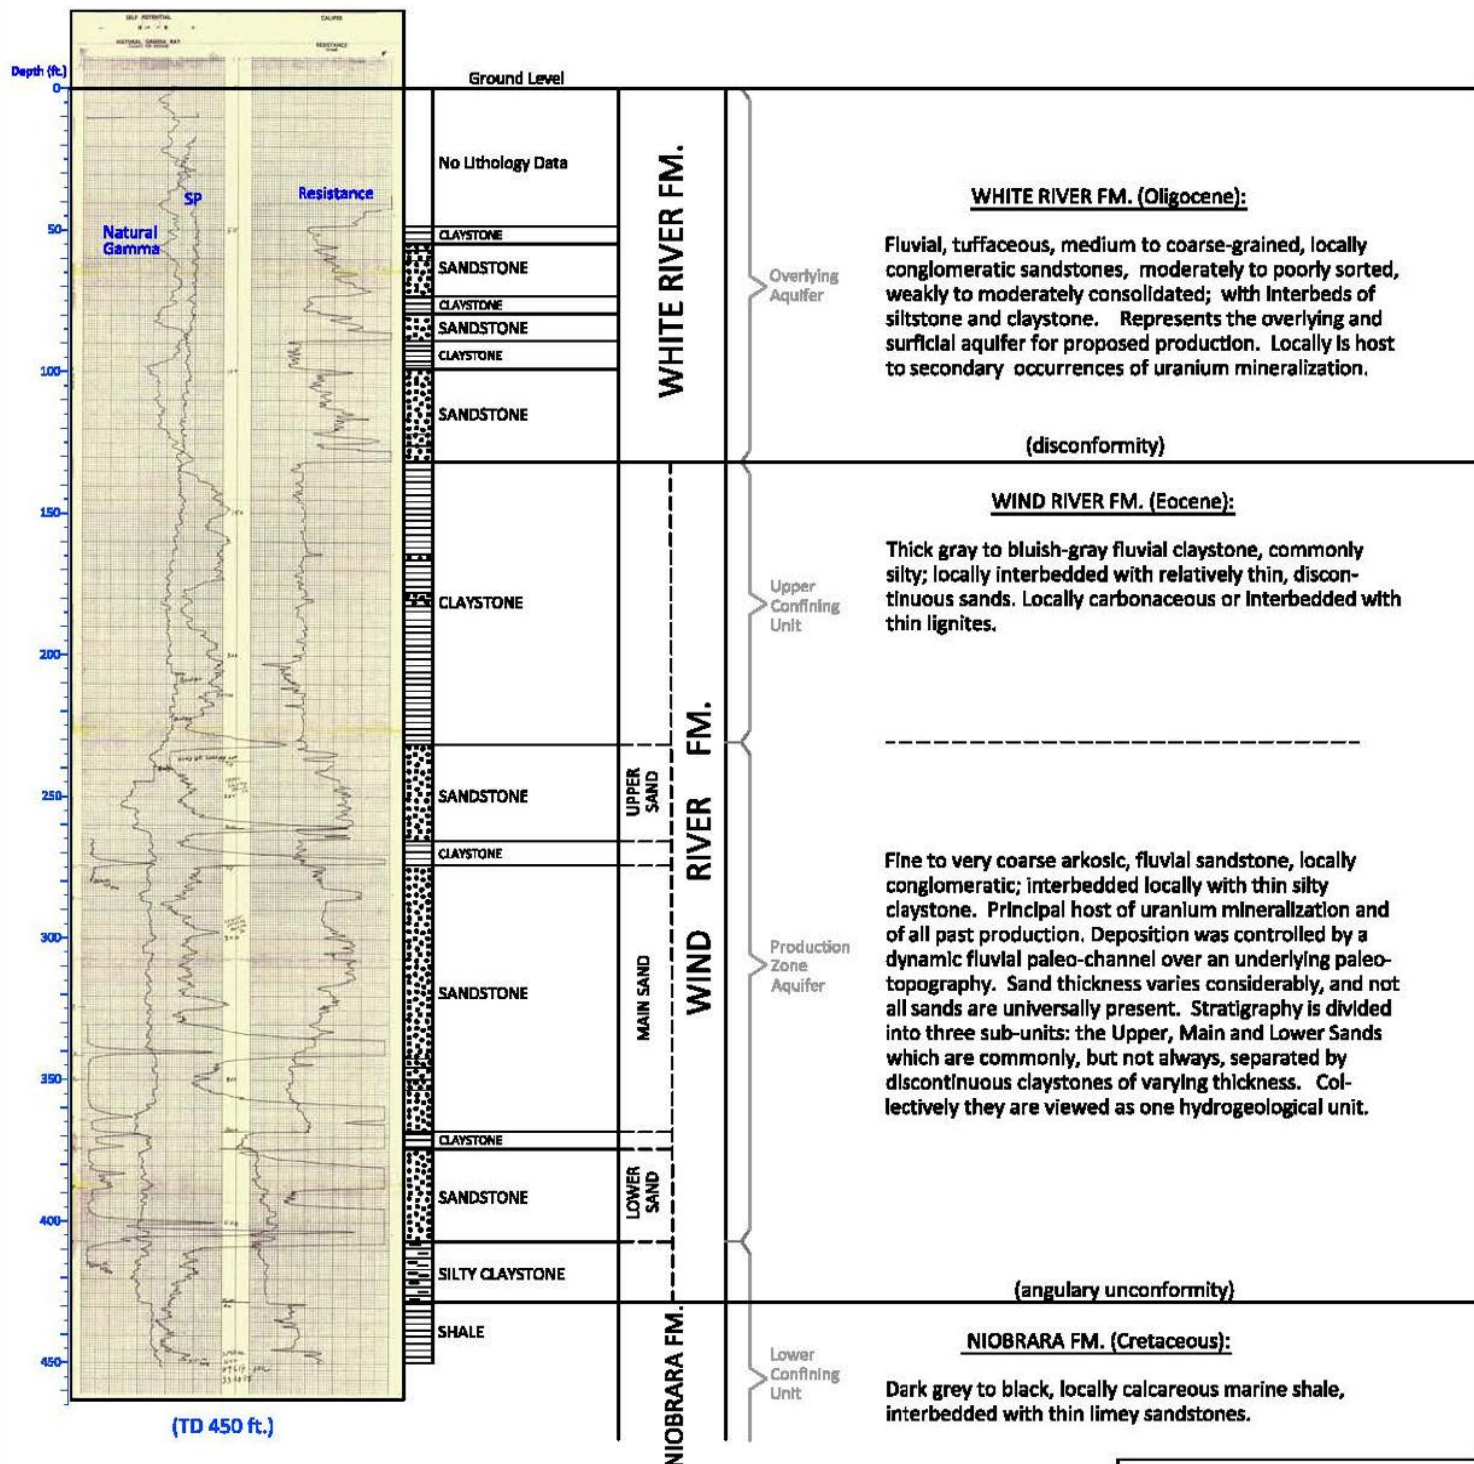 SELF POTENTIAL
CALIPER
NATURAL GAMMA RAY
RESISTANCE
Depth (ft.)
Ground Level
0
50
100
150
200
250
300
350
400
450
Natural
Gamma
SP
Resistance
(TD 450 ft.)
No Lithology Data
CLAYSTONE
SANDSTONE
CLAYSTONE
SANDSTONE
CLAYSTONE
SANDSTONE
CLAYSTONE
SANDSTONE
CLAYSTONE
SANDSTONE
CLAYSTONE
SANDSTONE
SILTY CLAYSTONE
SHALE
UPPER
SAND
MAIN SAND
LOWER
SAND
WHITE RIVER FM.
WIND RIVER FM.
NIOBRARA FM.
Overlying
Aquifer
Upper
Confining
Unit
Production
Zone
Aquifer
Lower
Confining
Unit
WHITE RIVER FM. (Oligocene):
Fluvial, tuffaceous, medium to coarse-grained, locally
conglomeratic sandstones, moderately to poorly sorted,
weakly to moderately consolidated; with interbeds of
siltstone and claystone. Represents the overlying and
surficial aquifer for proposed production. Locally is host
to secondary occurrences of uranium mineralization.
(disconformity)
WIND RIVER FM. (Eocene):
Thick gray to bluish-gray fluvial claystone, commonly
silty; locally interbedded with relatively thin, discon-
tinuous sands. Locally carbonaceous or interbedded with
thin lignites.
Fine to very coarse arkosic, fluvial sandstone, locally
conglomeratic; interbedded locally with thin silty
claystone. Principal host of uranium mineralization and
of all past production. Deposition was controlled by a
dynamic fluvial paleo-channel over an underlying paleo-
topography. Sand thickness varies considerably, and not
all sands are universally present. Stratigraphy is divided
into three sub-units: the Upper, Main and Lower Sands
which are commonly, but not always, separated by
discontinuous claystones of varying thickness. Col-
lectively they are viewed as one hydrogeological unit.
(angulary unconformity)
NIOBRARA FM. (Cretaceous):
Dark grey to black, locally calcareous marine shale,
interbedded with thin limey sandstones.